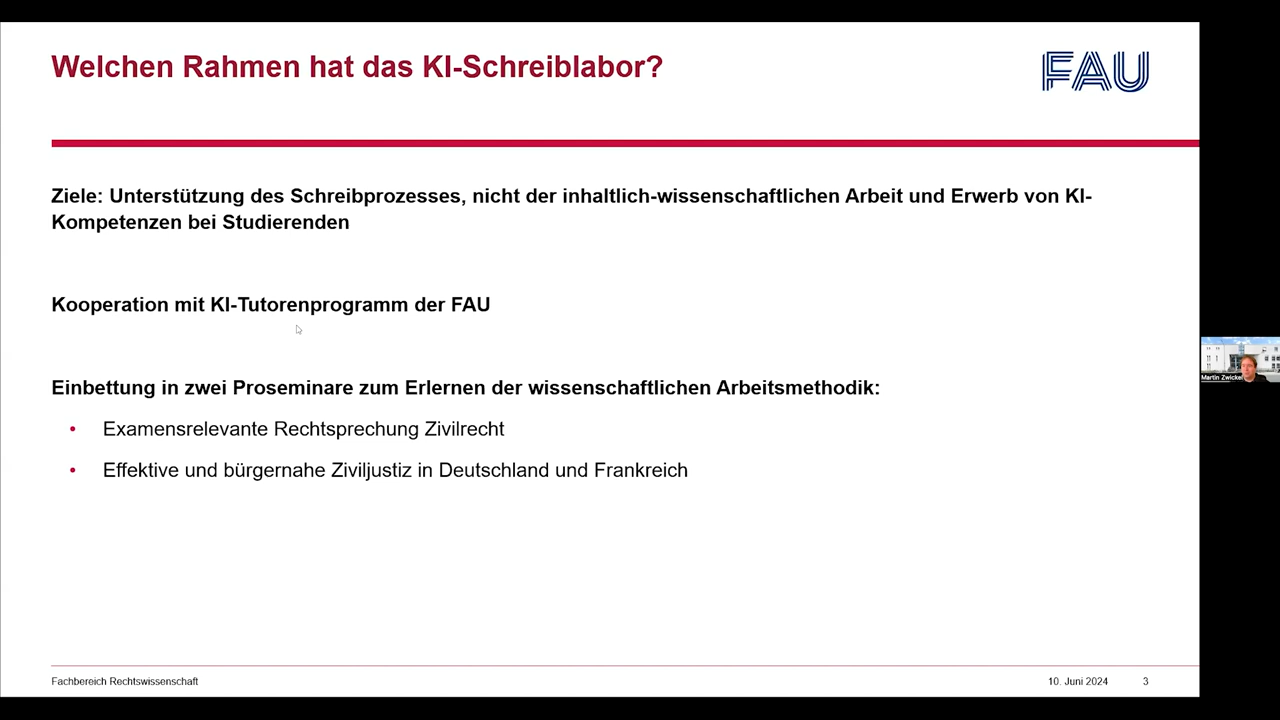 Welchen Rahmen hat das KI-Schreiblabor?
FAU
Ziele: Unterstützung des Schreibprozesses, nicht der inhaltlich-wissenschaftlichen Arbeit und Erwerb von KI-
Kompetenzen bei Studierenden
Kooperation mit KI-Tutorenprogramm der FAU
Einbettung in zwei Proseminare zum Erlernen der wissenschaftlichen Arbeitsmethodik:
• Examensrelevante Rechtsprechung Zivilrecht
• Effektive und bürgernahe Ziviljustiz in Deutschland und Frankreich
Martin Zwickel
Fachbereich Rechtswissenschaft
10. Juni 2024 3